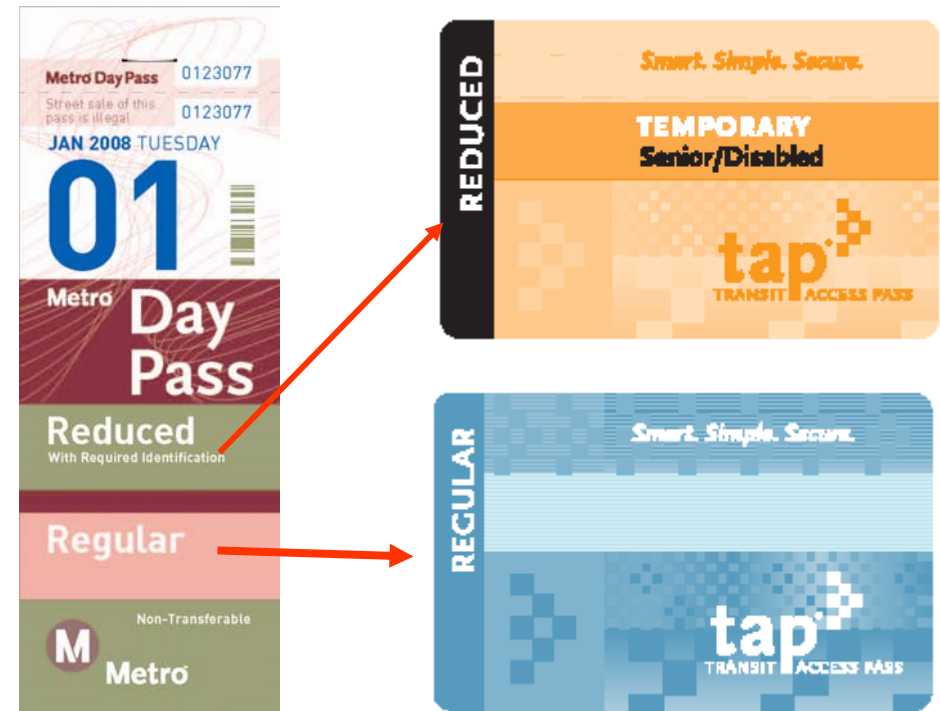 Metro Day Pass 0123077
Street sale of this
pass is illegal 0123077
JAN 2008 TUESDAY
01
Metro
Day
Pass
Reduced
With Required Identification
Regular
Non-Transferable
M
Metro
REDUCED
Smart. Simple. Secure.
TEMPORARY
Senior/Disabled
tap
TRANSIT ACCESS PASS
REGULAR
Smart. Simple. Secure.
tap
TRANSIT ACCESS PASS